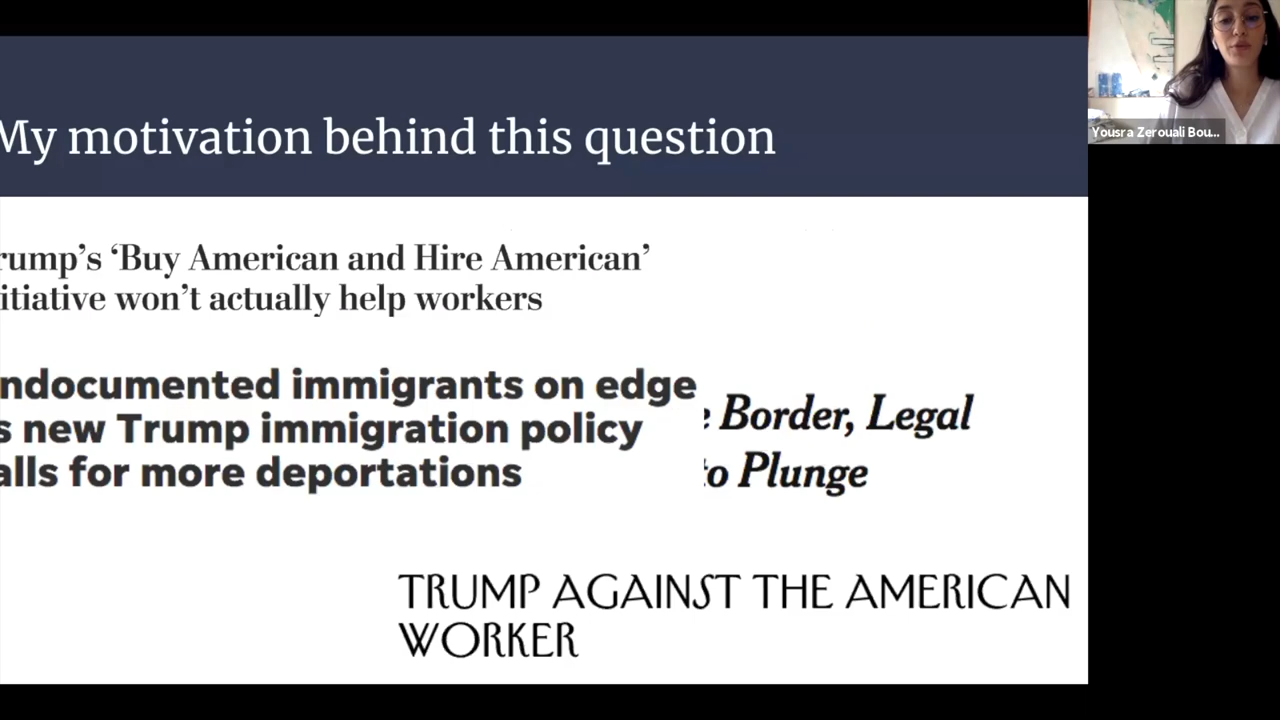 My motivation behind this question
Yousra Zerouali Bou...
rump's ‘Buy American and Hire American’
itiative won't actually help workers
ndocumented immigrants on edge
s new Trump immigration policy
alls for more deportations
e Border, Legal
to Plunge
TRUMP AGAINST THE AMERICAN
WORKER